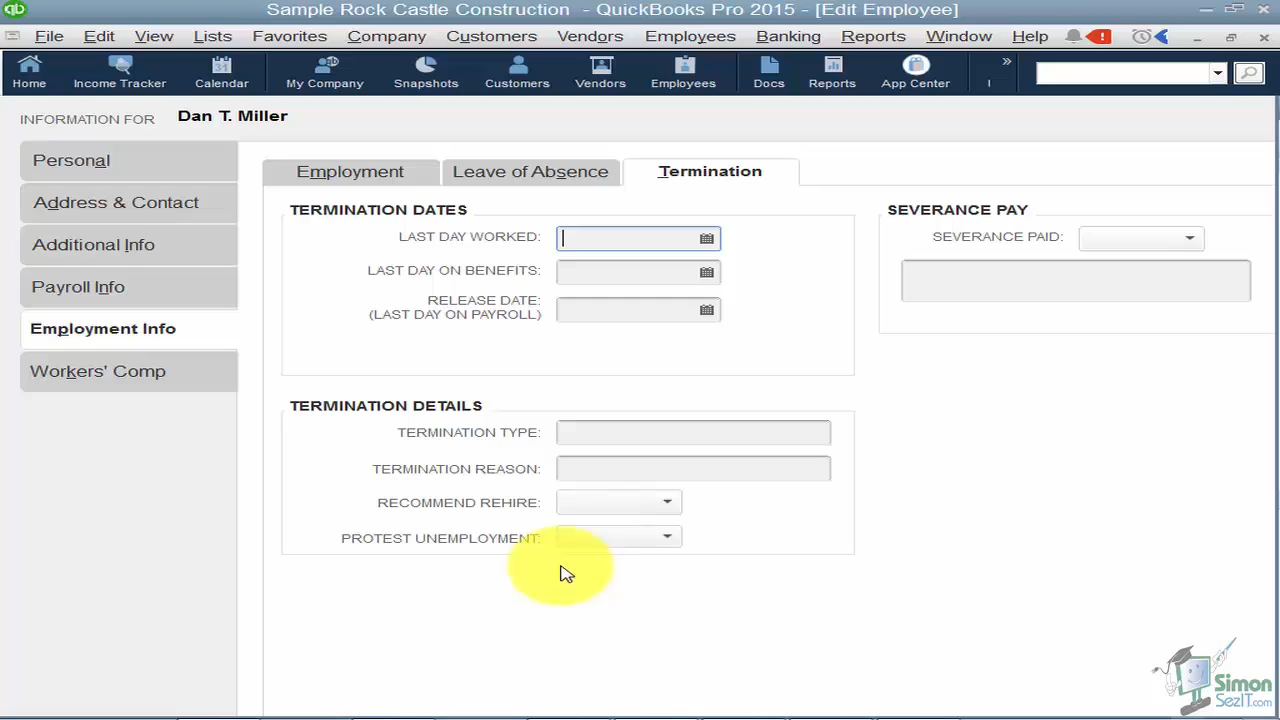 qb Sample Rock Castle Construction - QuickBooks Pro 2015 - [Edit Employee]
File Edit View Lists Favorites Company Customers Vendors Employees Banking Reports Window Help
Home Income Tracker Calendar My Company Snapshots Customers Vendors Employees Docs Reports App Center
INFORMATION FOR Dan T. Miller
Personal
Address & Contact
Additional Info
Payroll Info
Employment Info
Workers' Comp
Employment Leave of Absence Termination
TERMINATION DATES
LAST DAY WORKED:
LAST DAY ON BENEFITS:
RELEASE DATE:
(LAST DAY ON PAYROLL)
SEVERANCE PAY
SEVERANCE PAID:
TERMINATION DETAILS
TERMINATION TYPE:
TERMINATION REASON:
RECOMMEND REHIRE:
PROTEST UNEMPLOYMENT:
Simon
SezIT.com